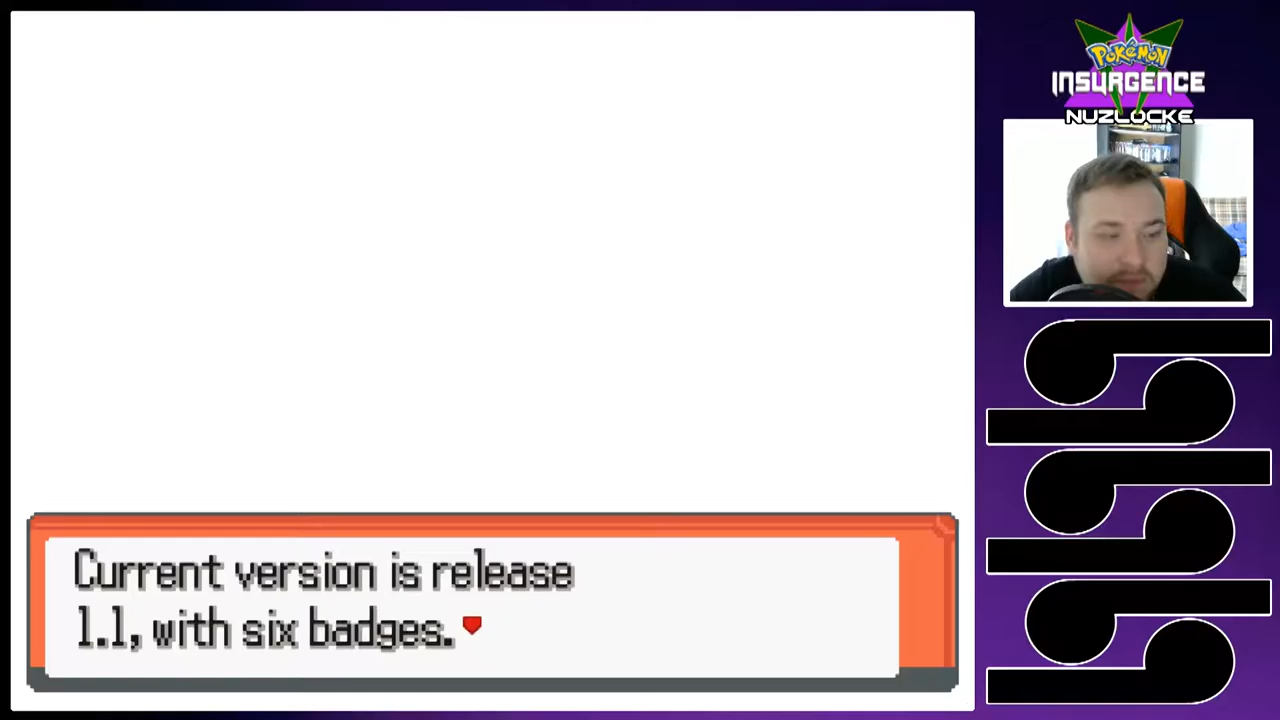 POKéMON
INSURGENCE
NUZLOCKE
Current version is release
1.1, with six badges.